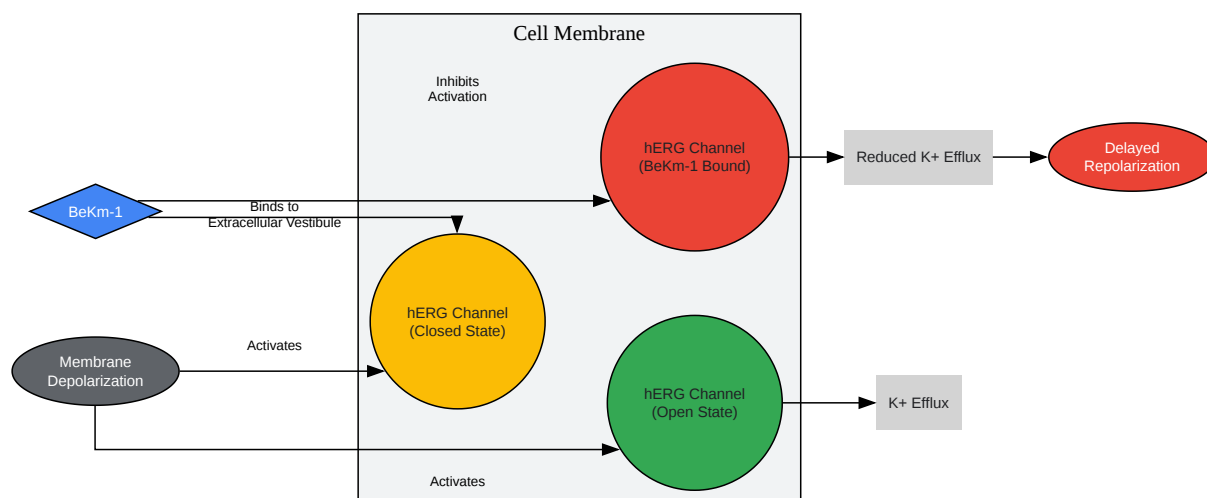 Cell Membrane
Inhibits
Activation
hERG Channel
(BeKm-1 Bound)
Reduced K+ Efflux
Delayed
Repolarization
BeKm-1
Binds to
Extracellular Vestibule
hERG Channel
(Closed State)
Membrane
Depolarization
Activates
hERG Channel
(Open State)
K+ Efflux
Activates